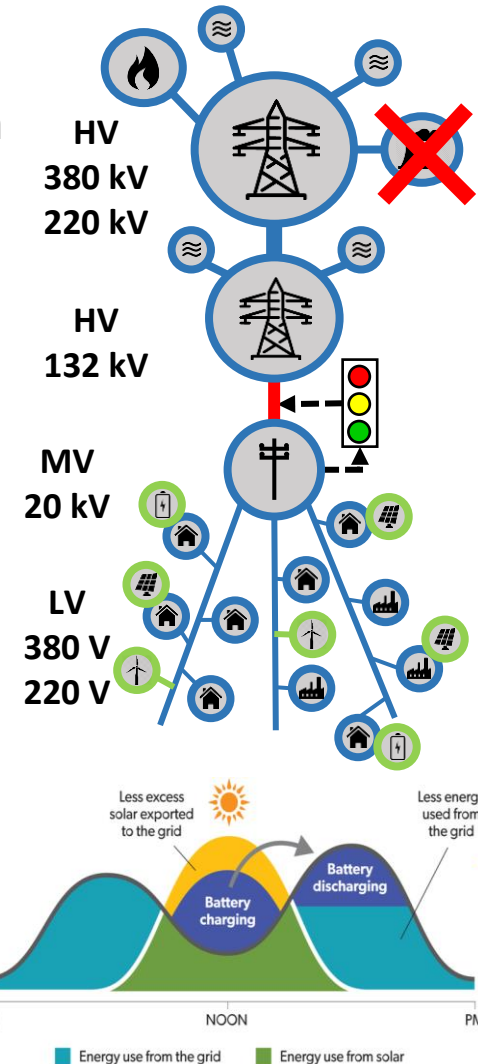 HV
380 kV
220 kV
HV
132 kV
MV
20 kV
LV
380 V
220 V
Less excess
solar exported
to the grid
Less energ
used from
the grid
Battery
charging
Battery
discharging
NOON
PM
Energy use from the grid
Energy use from solar